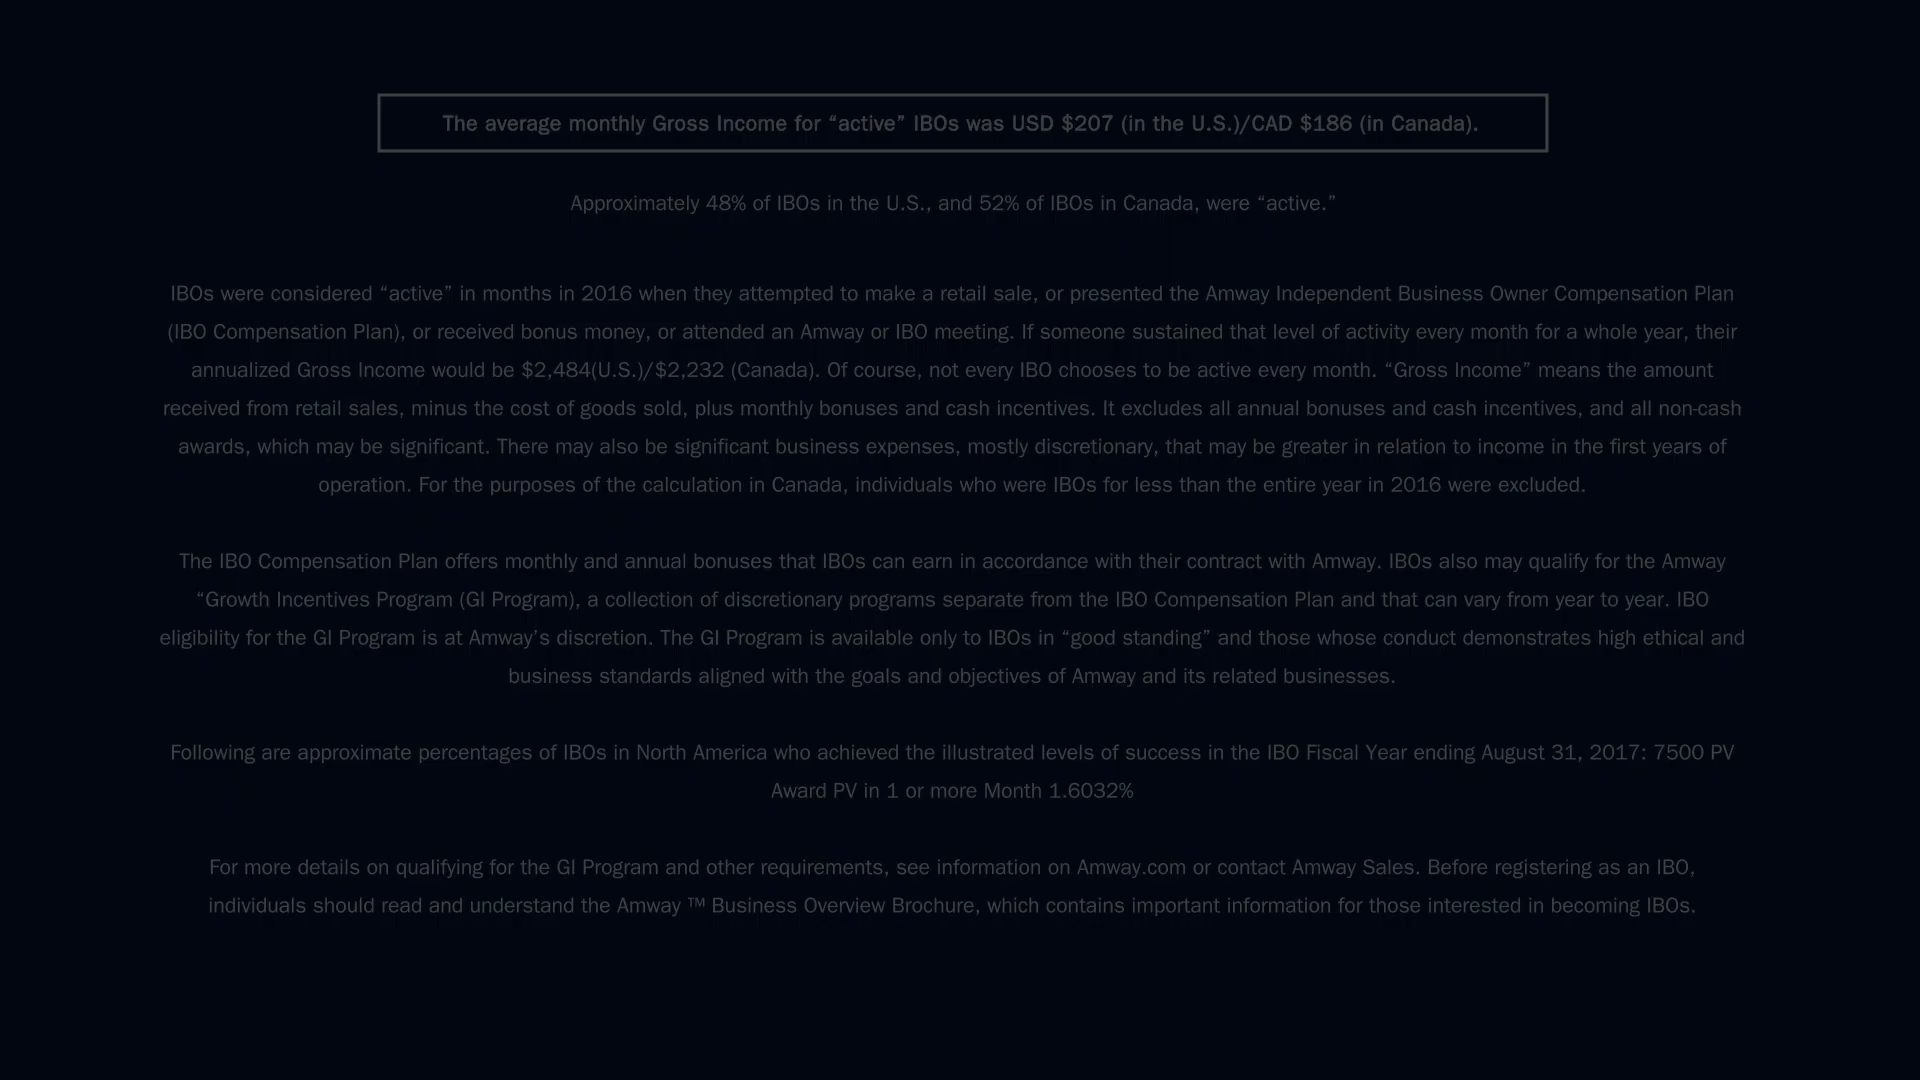 The average monthly Gross Income for “active” IBOs was USD $207 (in the U.S.)/CAD $186 (in Canada).
Approximately 48% of IBOs in the U.S., and 52% of IBOs in Canada, were “active.”
IBOs were considered “active” in months in 2016 when they attempted to make a retail sale, or presented the Amway Independent Business Owner Compensation Plan
(IBO Compensation Plan), or received bonus money, or attended an Amway or IBO meeting. If someone sustained that level of activity every month for a whole year, their
annualized Gross Income would be $2,484(U.S.)/$2,232 (Canada). Of course, not every IBO chooses to be active every month. “Gross Income” means the amount
received from retail sales, minus the cost of goods sold, plus monthly bonuses and cash incentives. It excludes all annual bonuses and cash incentives, and all non-cash
awards, which may be significant. There may also be significant business expenses, mostly discretionary, that may be greater in relation to income in the first years of
operation. For the purposes of the calculation in Canada, individuals who were IBOs for less than the entire year in 2016 were excluded.
The IBO Compensation Plan offers monthly and annual bonuses that IBOs can earn in accordance with their contract with Amway. IBOs also may qualify for the Amway
“Growth Incentives Program (GI Program), a collection of discretionary programs separate from the IBO Compensation Plan and that can vary from year to year. IBO
eligibility for the GI Program is at Amway’s discretion. The GI Program is available only to IBOs in “good standing” and those whose conduct demonstrates high ethical and
business standards aligned with the goals and objectives of Amway and its related businesses.
Following are approximate percentages of IBOs in North America who achieved the illustrated levels of success in the IBO Fiscal Year ending August 31, 2017: 7500 PV
Award PV in 1 or more Month 1.6032%
For more details on qualifying for the GI Program and other requirements, see information on Amway.com or contact Amway Sales. Before registering as an IBO,
individuals should read and understand the Amway ™ Business Overview Brochure, which contains important information for those interested in becoming IBOs.